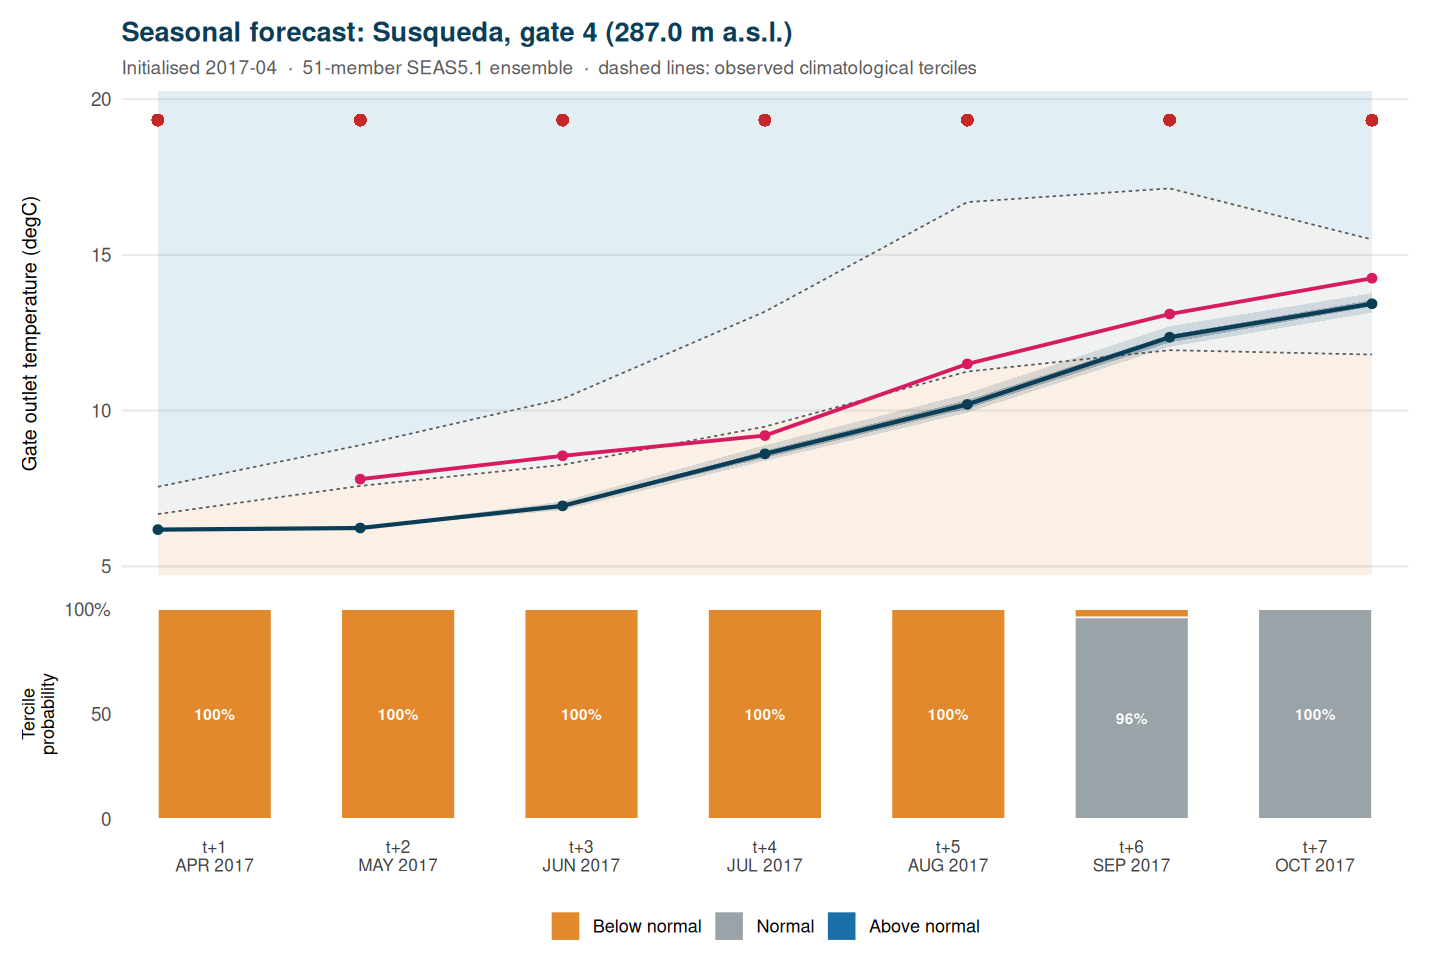 Seasonal forecast: Susqueda, gate 4 (287.0 m a.s.l.)
Initialised 2017-04 · 51-member SEAS5.1 ensemble · dashed lines: observed climatological terciles
Gate outlet temperature (degC)
20
15
10
5
Tercile
probability
100%
50
0
100%
100%
100%
100%
100%
96%
100%
t+1
APR 2017
t+2
MAY 2017
t+3
JUN 2017
t+4
JUL 2017
t+5
AUG 2017
t+6
SEP 2017
t+7
OCT 2017
Below normal
Normal
Above normal